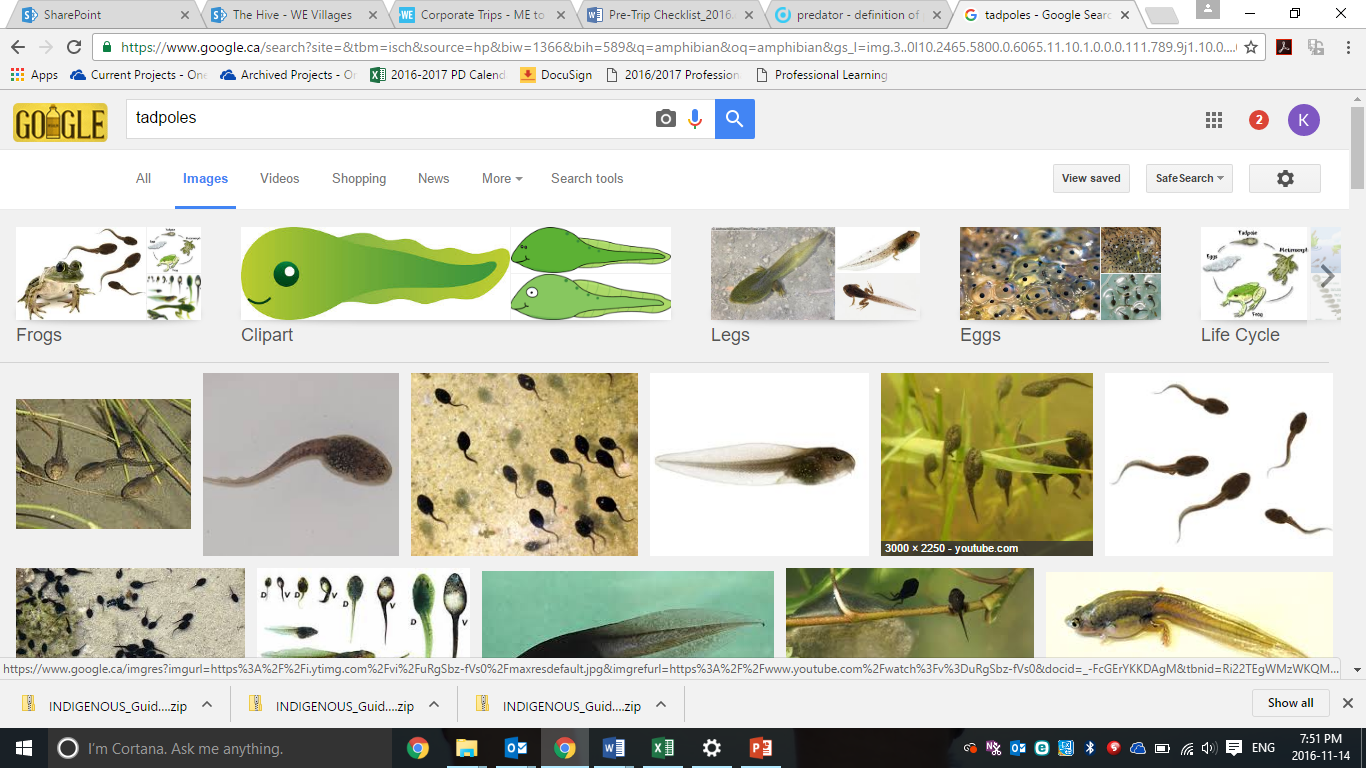 SharePoint
The Hive - WE Villages
Corporate Trips - ME to
Pre-Trip Checklist_2016.
predator - definition of
tadpoles - Google Searc
https://www.google.ca/search?site=&tbm=isch&source=hp&biw=1366&bih=589&q=amphibian&oq=amphibian&gs_l=img.3..0l10.2465.5800.0.6065.11.10.1.0.0.0.111.789.9j1.10.0....
Apps
Current Projects - One
Archived Projects - On
2016-2017 PD Calend
DocuSign
2016/2017 Profession
Professional Learning
GOOGLE
tadpoles
2
K
All
Images
Videos
Shopping
News
More
Search tools
View saved
SafeSearch
Frogs
Clipart
Legs
Eggs
Life Cycle
Tadpole
Eggs
Frog
3000 × 2250 - youtube.com
D
V
D
V
D
V
https://www.google.ca/imgres?imgurl=https%3A%2F%2Fi.ytimg.com%2Fvi%2FuRgSbz-fVs0%2Fmaxresdefault.jpg&imgrefurl=https%3A%2F%2Fwww.youtube.com%2Fwatch%3Fv%3DuRgSbz-fVs0&docid=_-FcGErYKKDAgM&tbnid=Ri22TEgWMzWKQM...
INDIGENOUS_Guid....zip
INDIGENOUS_Guid....zip
INDIGENOUS_Guid....zip
Show all
I'm Cortana. Ask me anything.
ENG
7:51 PM
2016-11-14